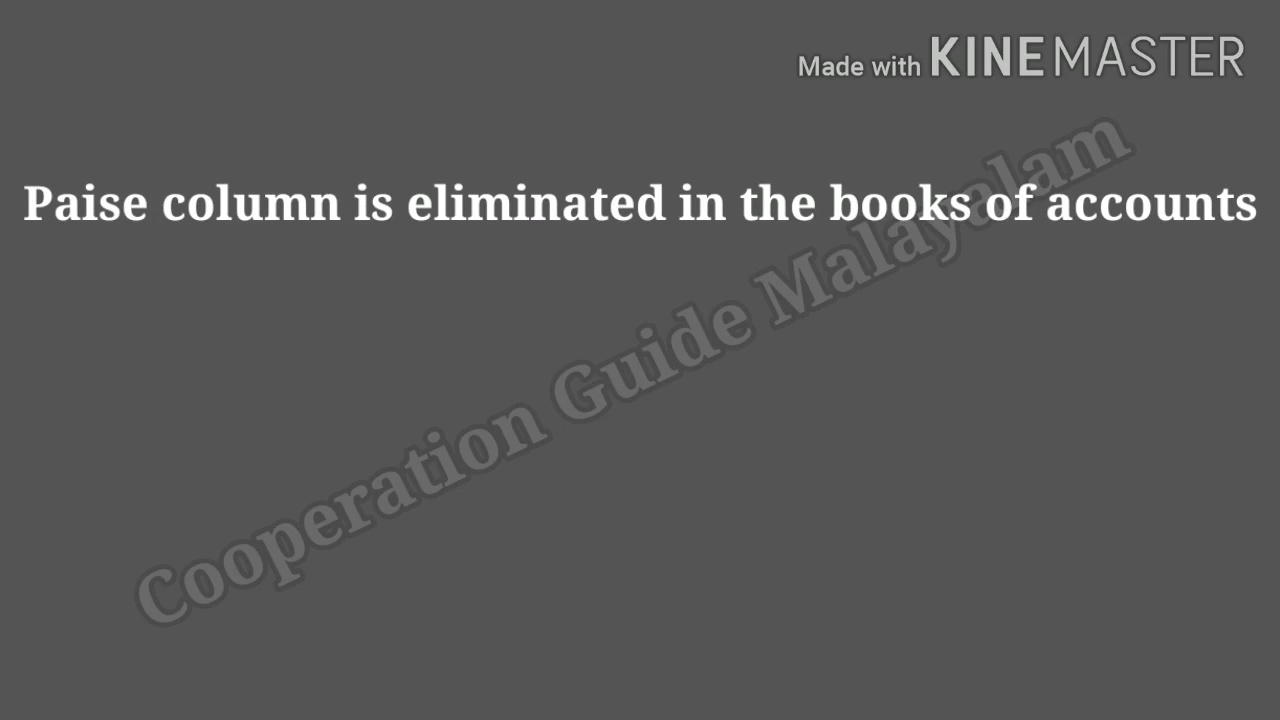 Made with KINEMASTER
Paise column is eliminated in the books of accounts
Cooperation Guide Malayalam